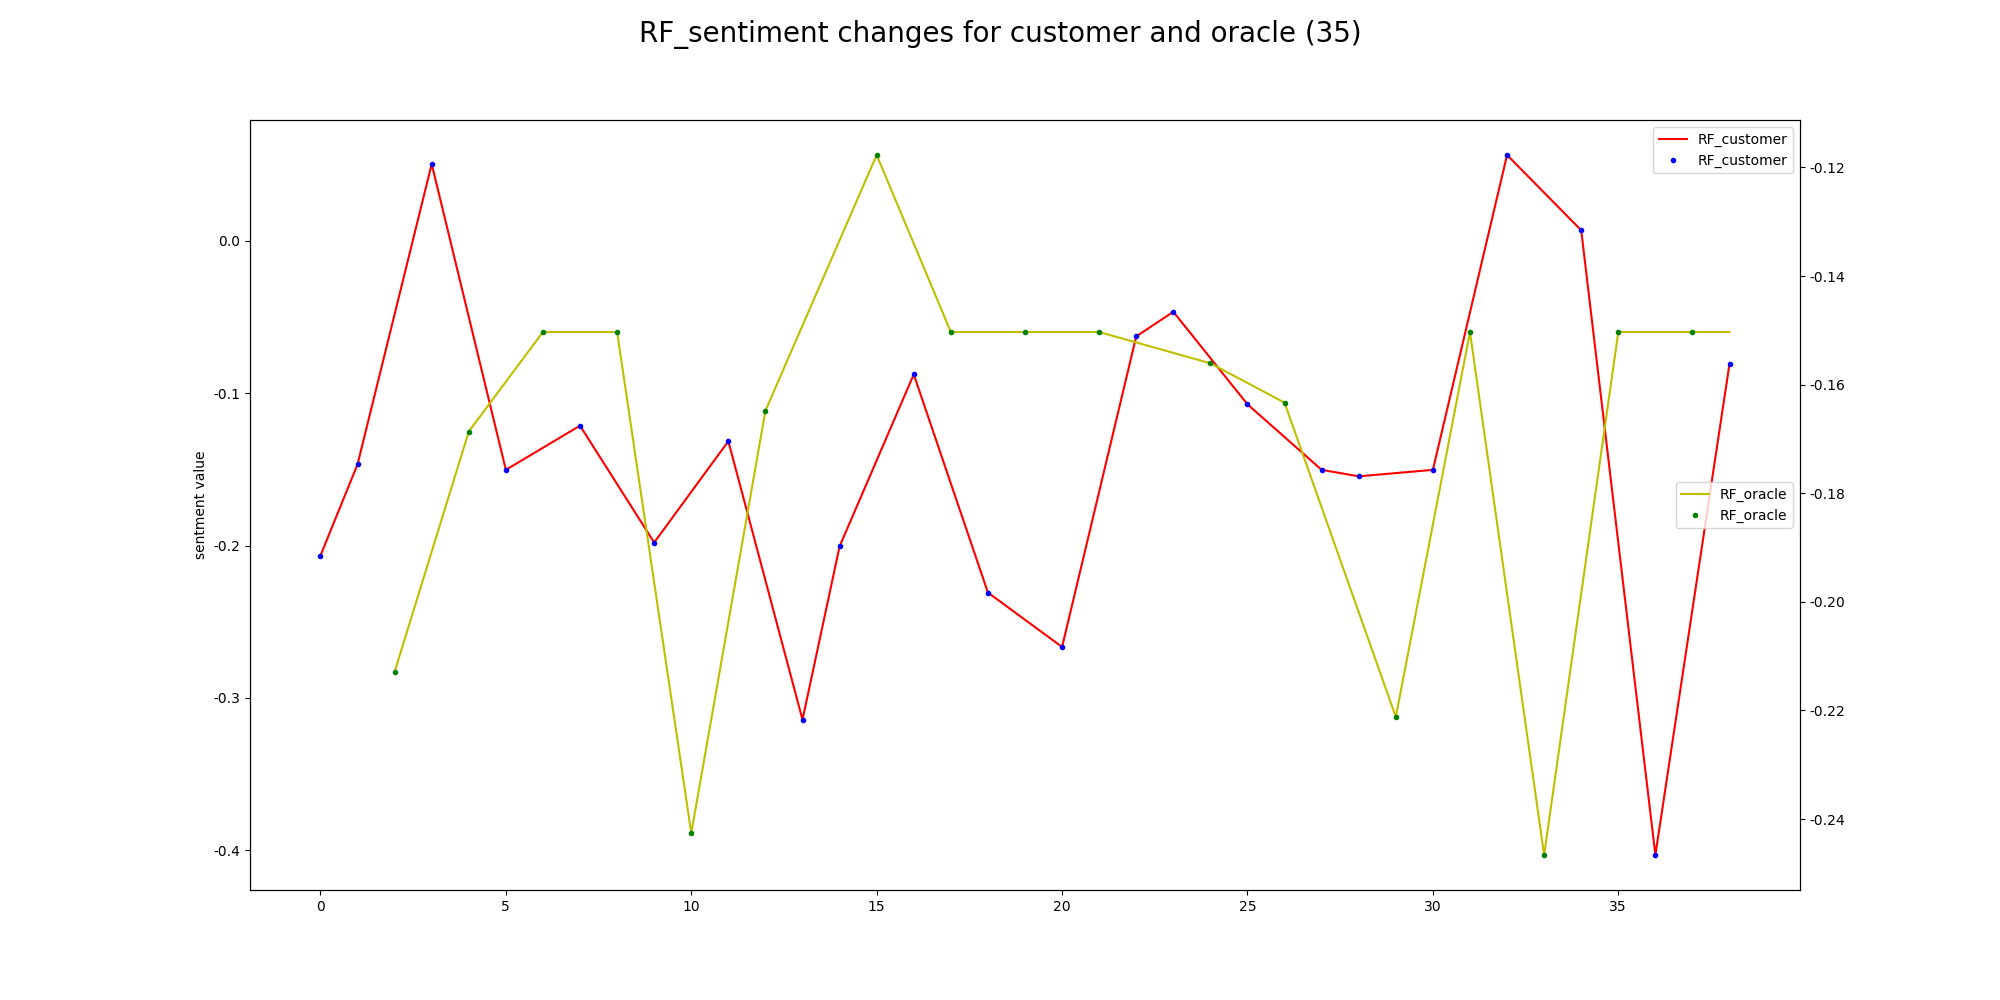 RF_sentiment changes for customer and oracle (35)
RF_customer
RF_customer
RF_oracle
RF_oracle
sentment value
0.0
-0.1
-0.2
-0.3
-0.4
-0.12
-0.14
-0.16
-0.18
-0.20
-0.22
-0.24
0 5 10 15 20 25 30 35